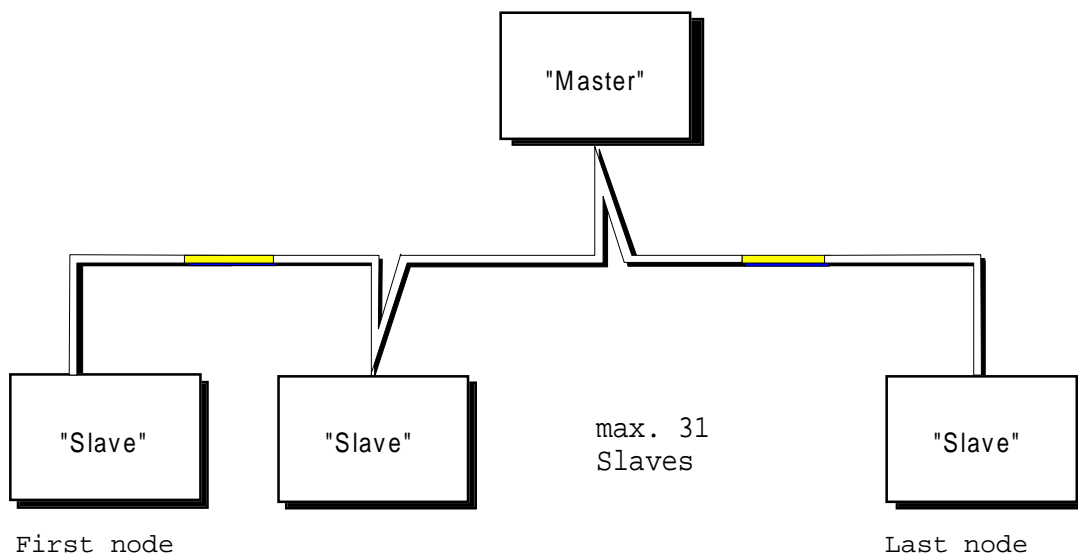 "Master"
"Slave"
"Slave"
max. 31
Slaves
"Slave"
First node
Last node